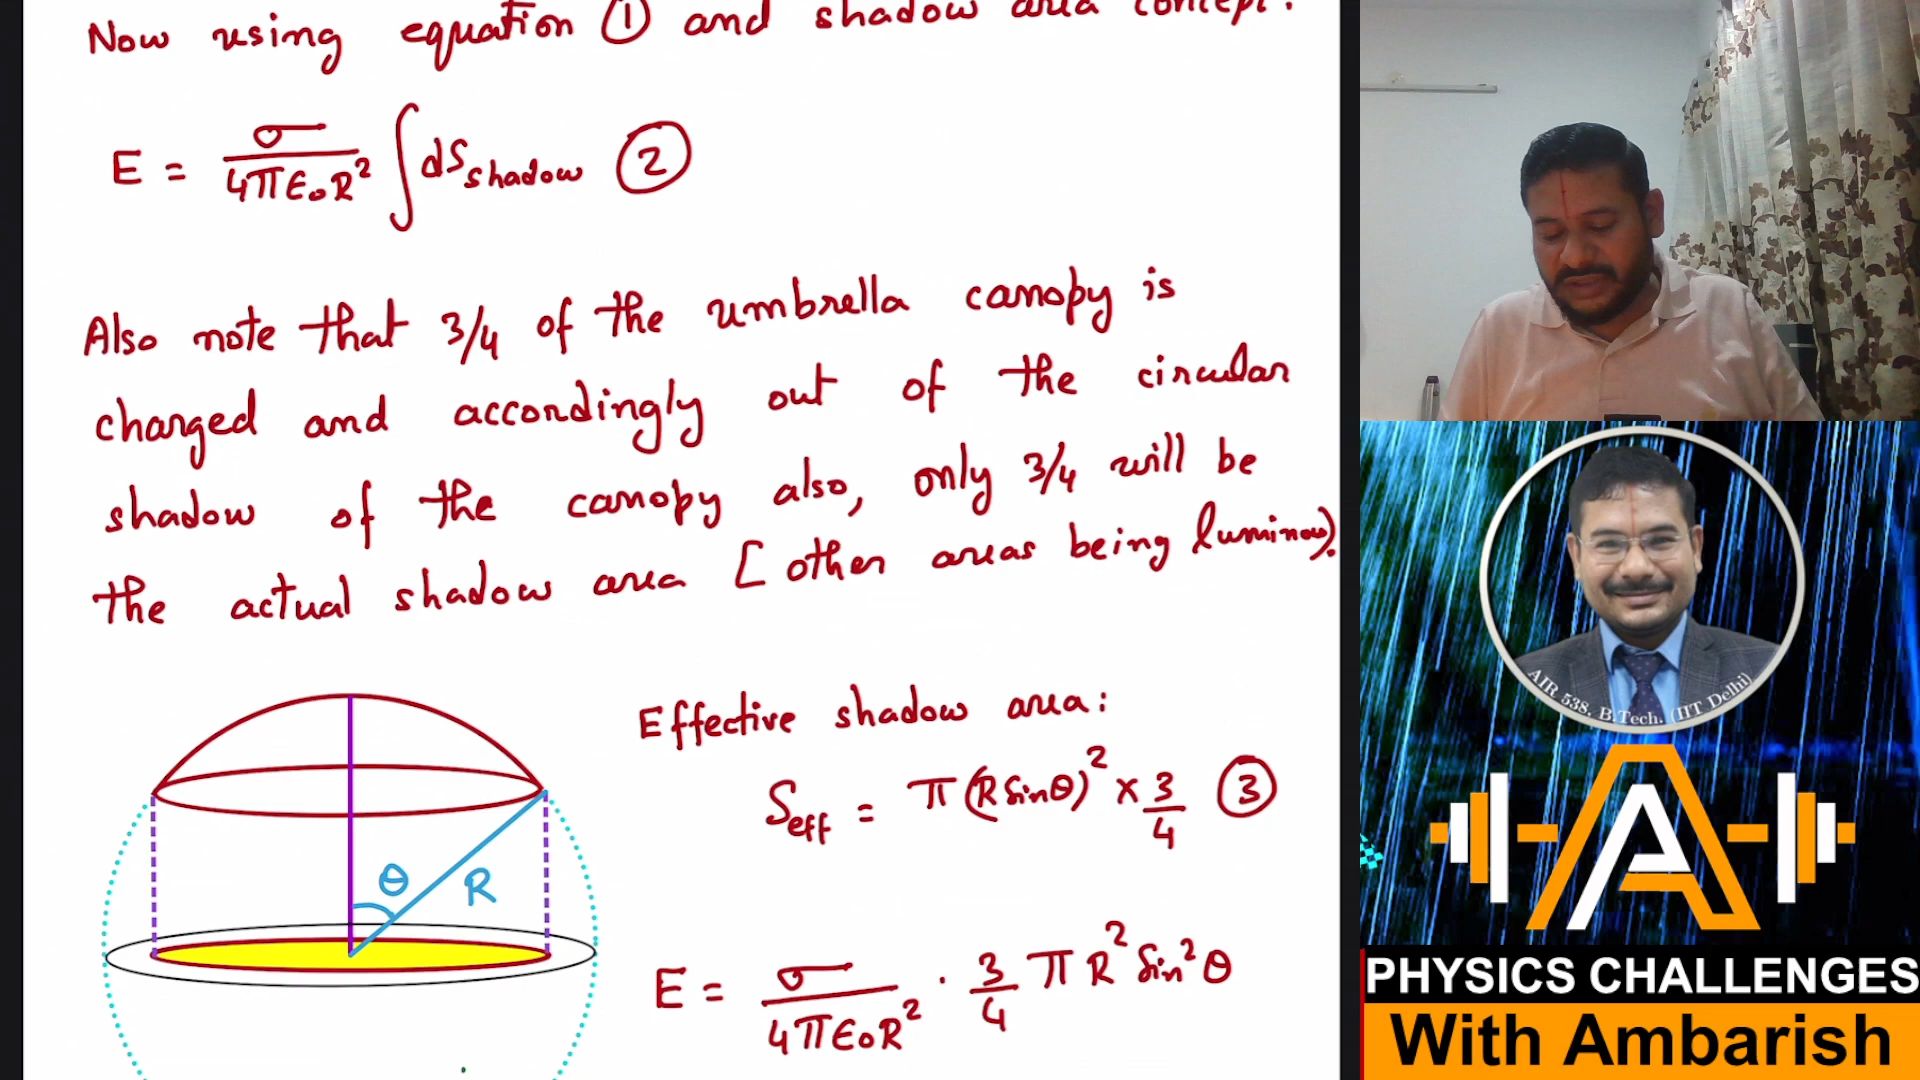 Now using equation ① and shadow area concept:
E = σ/4πε₀R² ∫dS shadow ②
Also note that 3/4 of the umbrella canopy is
charged and accordingly out of the circular
shadow of the canopy also, only 3/4 will be
the actual shadow area [other areas being luminous).
Effective shadow area:
S eff = π(R sinθ)² × 3/4 ③
θ
R
E = σ/4πε₀R² · 3/4 πR² sin²θ
AIR 538, B.Tech. (IIT Delhi)
A
PHYSICS CHALLENGES
With Ambarish